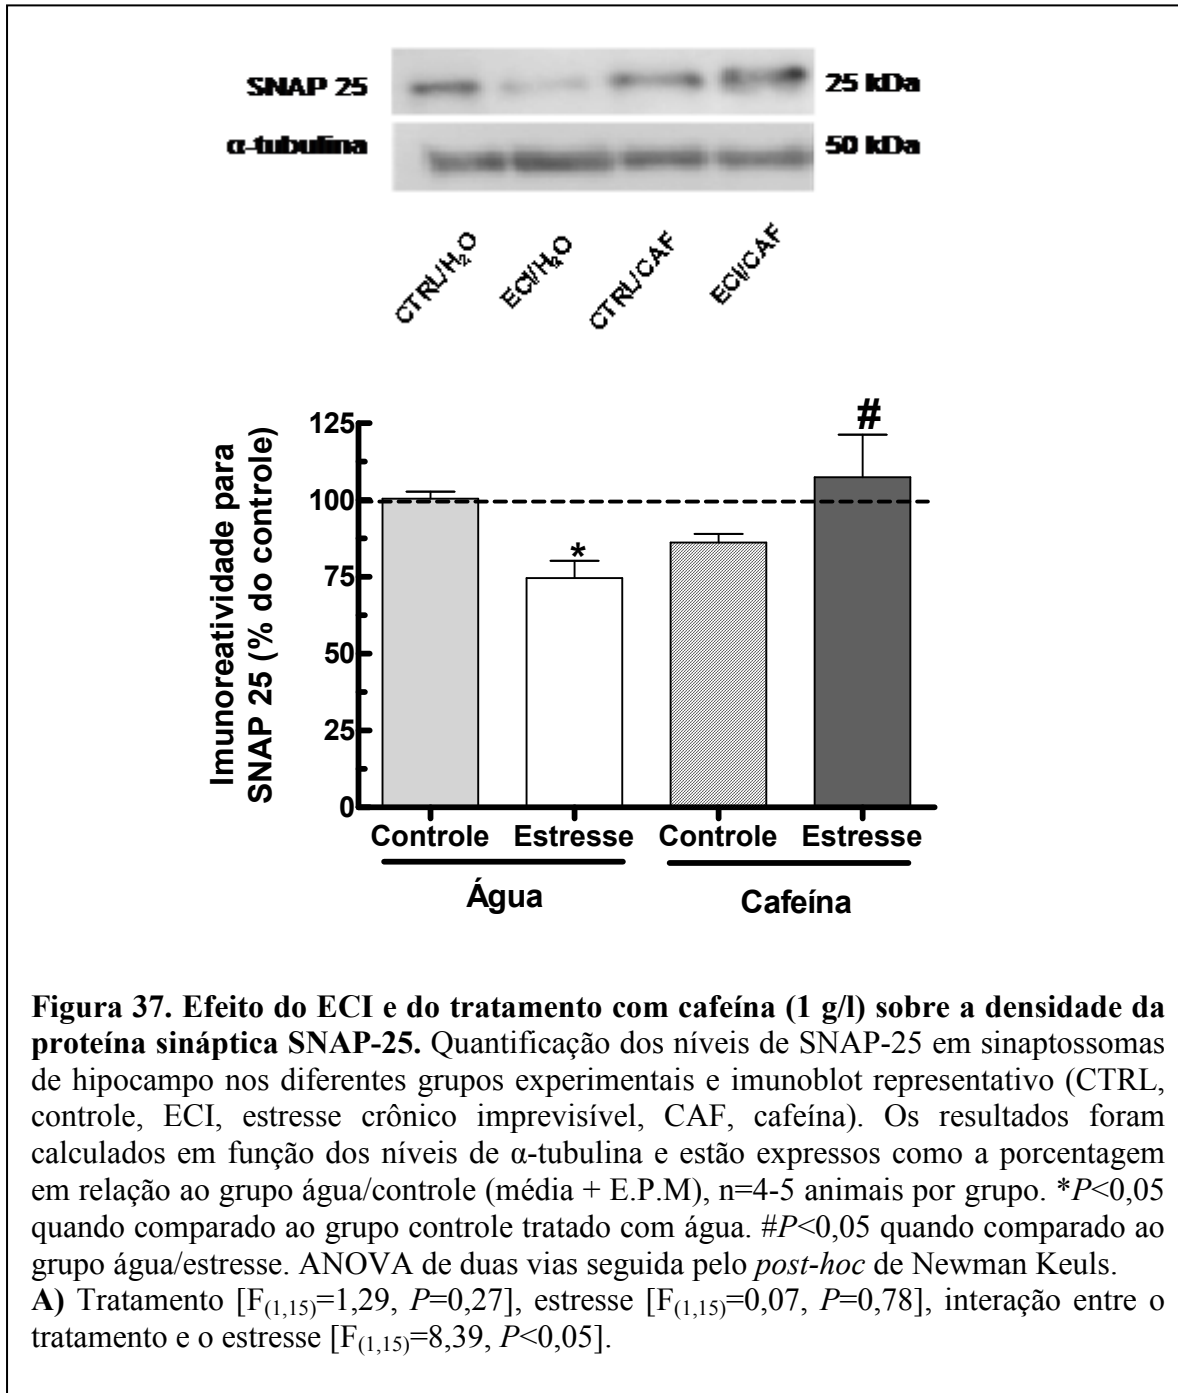 SNAP 25 25 kDa
α-tubulina 50 kDa
CTRL/H₂O ECI/H₂O CTRL/CAF ECI/CAF
Imunoreatividade para
SNAP 25 (% do controle)
125
100
75
50
25
0
*
#
Controle Estresse Controle Estresse
Água Cafeína
Figura 37. Efeito do ECI e do tratamento com cafeína (1 g/l) sobre a densidade da
proteína sináptica SNAP-25. Quantificação dos níveis de SNAP-25 em sinaptossomas
de hipocampo nos diferentes grupos experimentais e imunoblot representativo (CTRL,
controle, ECI, estresse crônico imprevisível, CAF, cafeína). Os resultados foram
calculados em função dos níveis de α-tubulina e estão expressos como a porcentagem
em relação ao grupo água/controle (média + E.P.M), n=4-5 animais por grupo. *P<0,05
quando comparado ao grupo controle tratado com água. #P<0,05 quando comparado ao
grupo água/estresse. ANOVA de duas vias seguida pelo post-hoc de Newman Keuls.
A) Tratamento [F(1,15)=1,29, P=0,27], estresse [F(1,15)=0,07, P=0,78], interação entre o
tratamento e o estresse [F(1,15)=8,39, P<0,05].